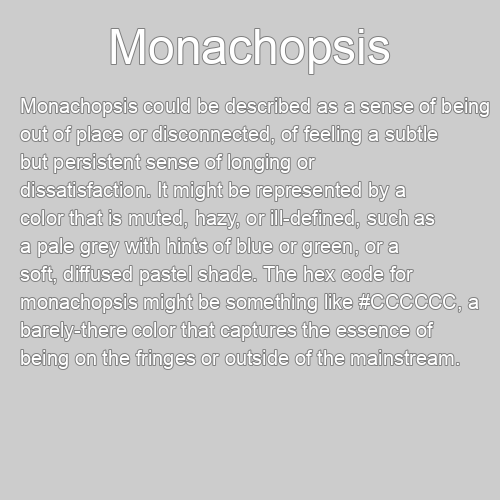 Monachopsis
Monachopsis could be described as a sense of being
out of place or disconnected, of feeling a subtle
but persistent sense of longing or
dissatisfaction. It might be represented by a
color that is muted, hazy, or ill-defined, such as
a pale grey with hints of blue or green, or a
soft, diffused pastel shade. The hex code for
monachopsis might be something like #CCCCCC, a
barely-there color that captures the essence of
being on the fringes or outside of the mainstream.